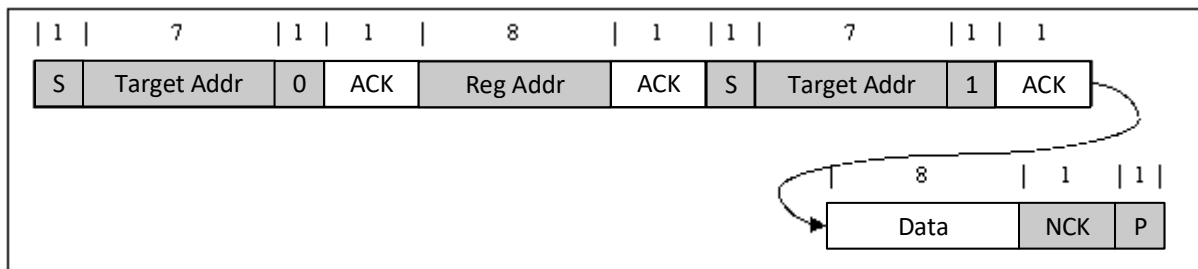 | 1 | 7 | 1 | 1 | 8 | 1 | 1 | 7 | 1 | 1
S Target Addr 0 ACK Reg Addr ACK S Target Addr 1 ACK
| 8 | 1 | 1 |
Data NCK P